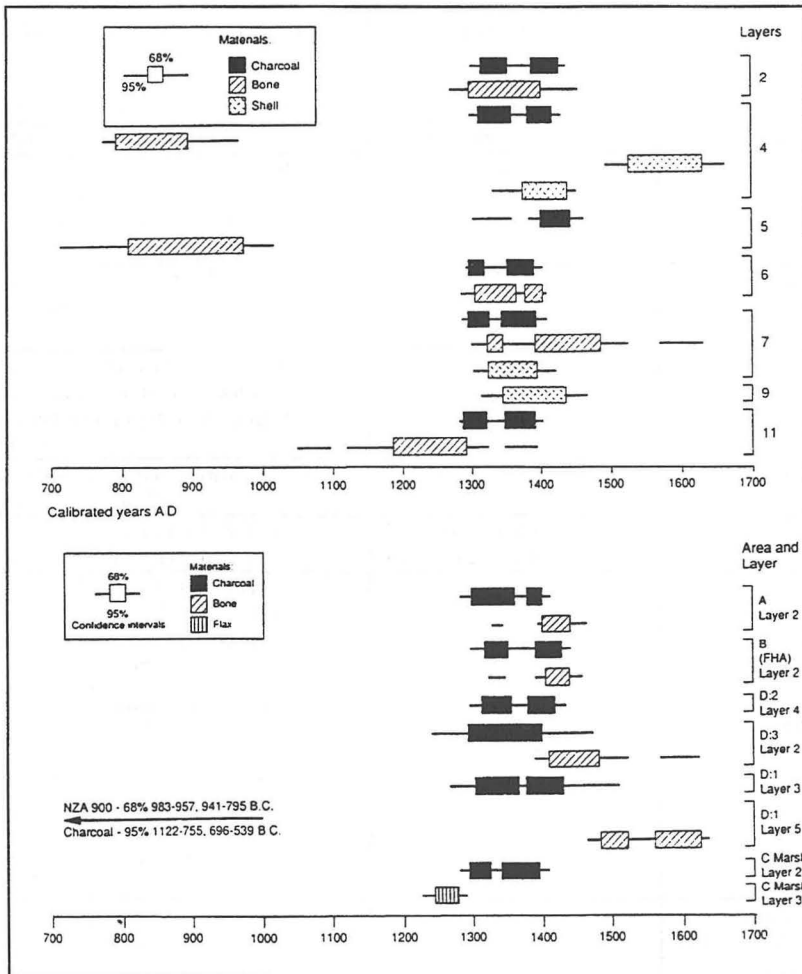 Layers
68%
95%
Materials:
Charcoal
Bone
Shell
2
4
5
6
7
9
11
700 800 900 1000 1200 1300 1400 1500 1600 1700
Calibrated years A D
Area and
Layer
68%
95%
Confidence intervals
Materials:
Charcoal
Bone
Flax
A
Layer 2
B
(FHA)
Layer 2
D:2
Layer 4
D:3
Layer 2
D:1
Layer 3
NZA 900 - 68% 983-957, 941-795 B.C.
Charcoal - 95% 1122-755, 696-539 B C.
D:1
Layer 5
C Marsh
Layer 2
C Marsh
Layer 3
700 800 900 1000 1200 1300 1400 1500 1600 1700